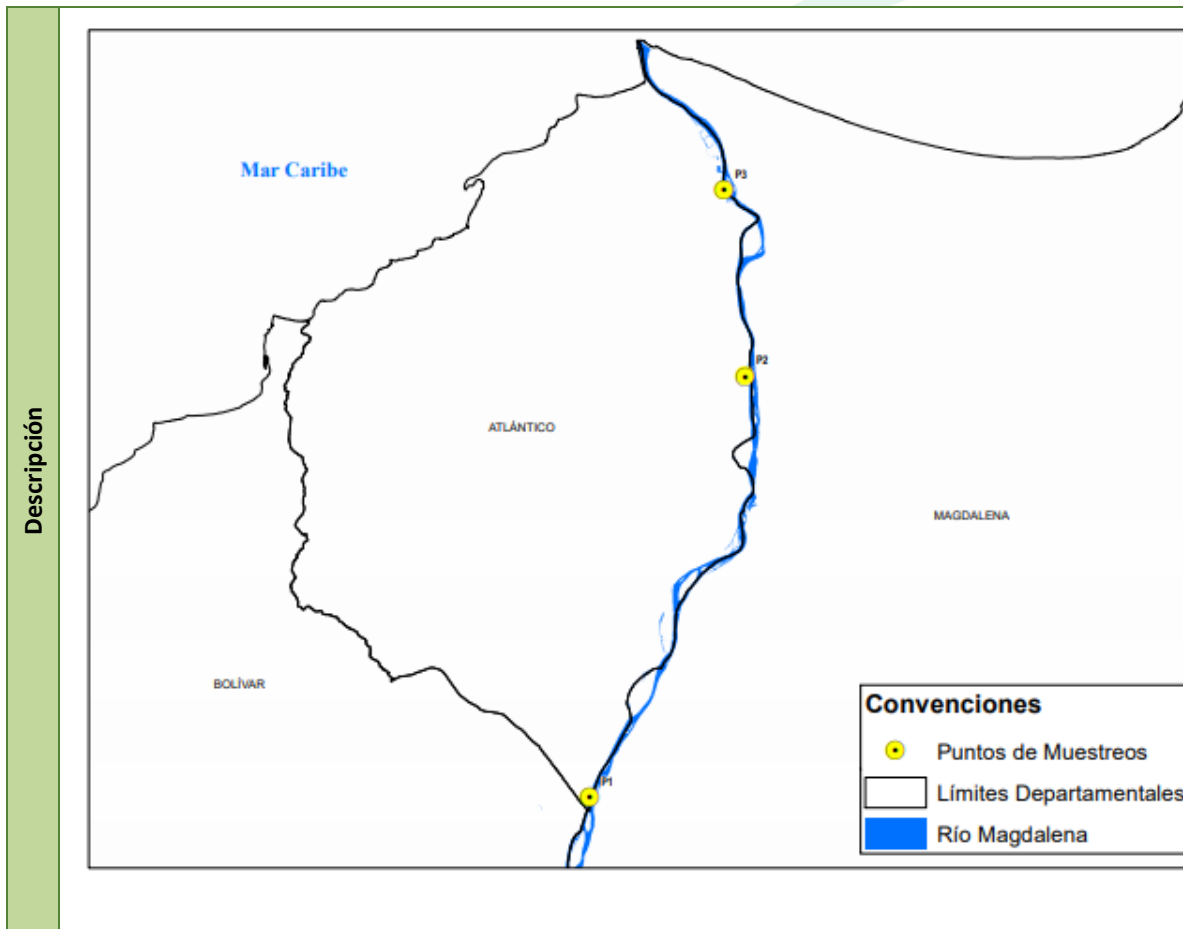 Descripción
Mar Caribe
P3
P2
ATLÁNTICO
MAGDALENA
BOLÍVAR
P1
Convenciones
Puntos de Muestreos
Límites Departamentales
Río Magdalena